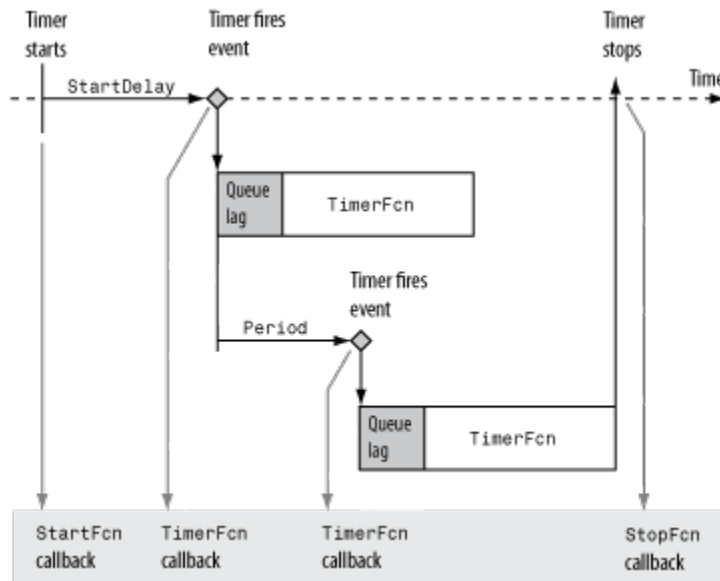 Timer
starts
Timer fires
event
Timer
stops
StartDelay
Time
Queue
lag
TimerFcn
Timer fires
event
Period
Queue
lag
TimerFcn
StartFcn
callback
TimerFcn
callback
TimerFcn
callback
StopFcn
callback